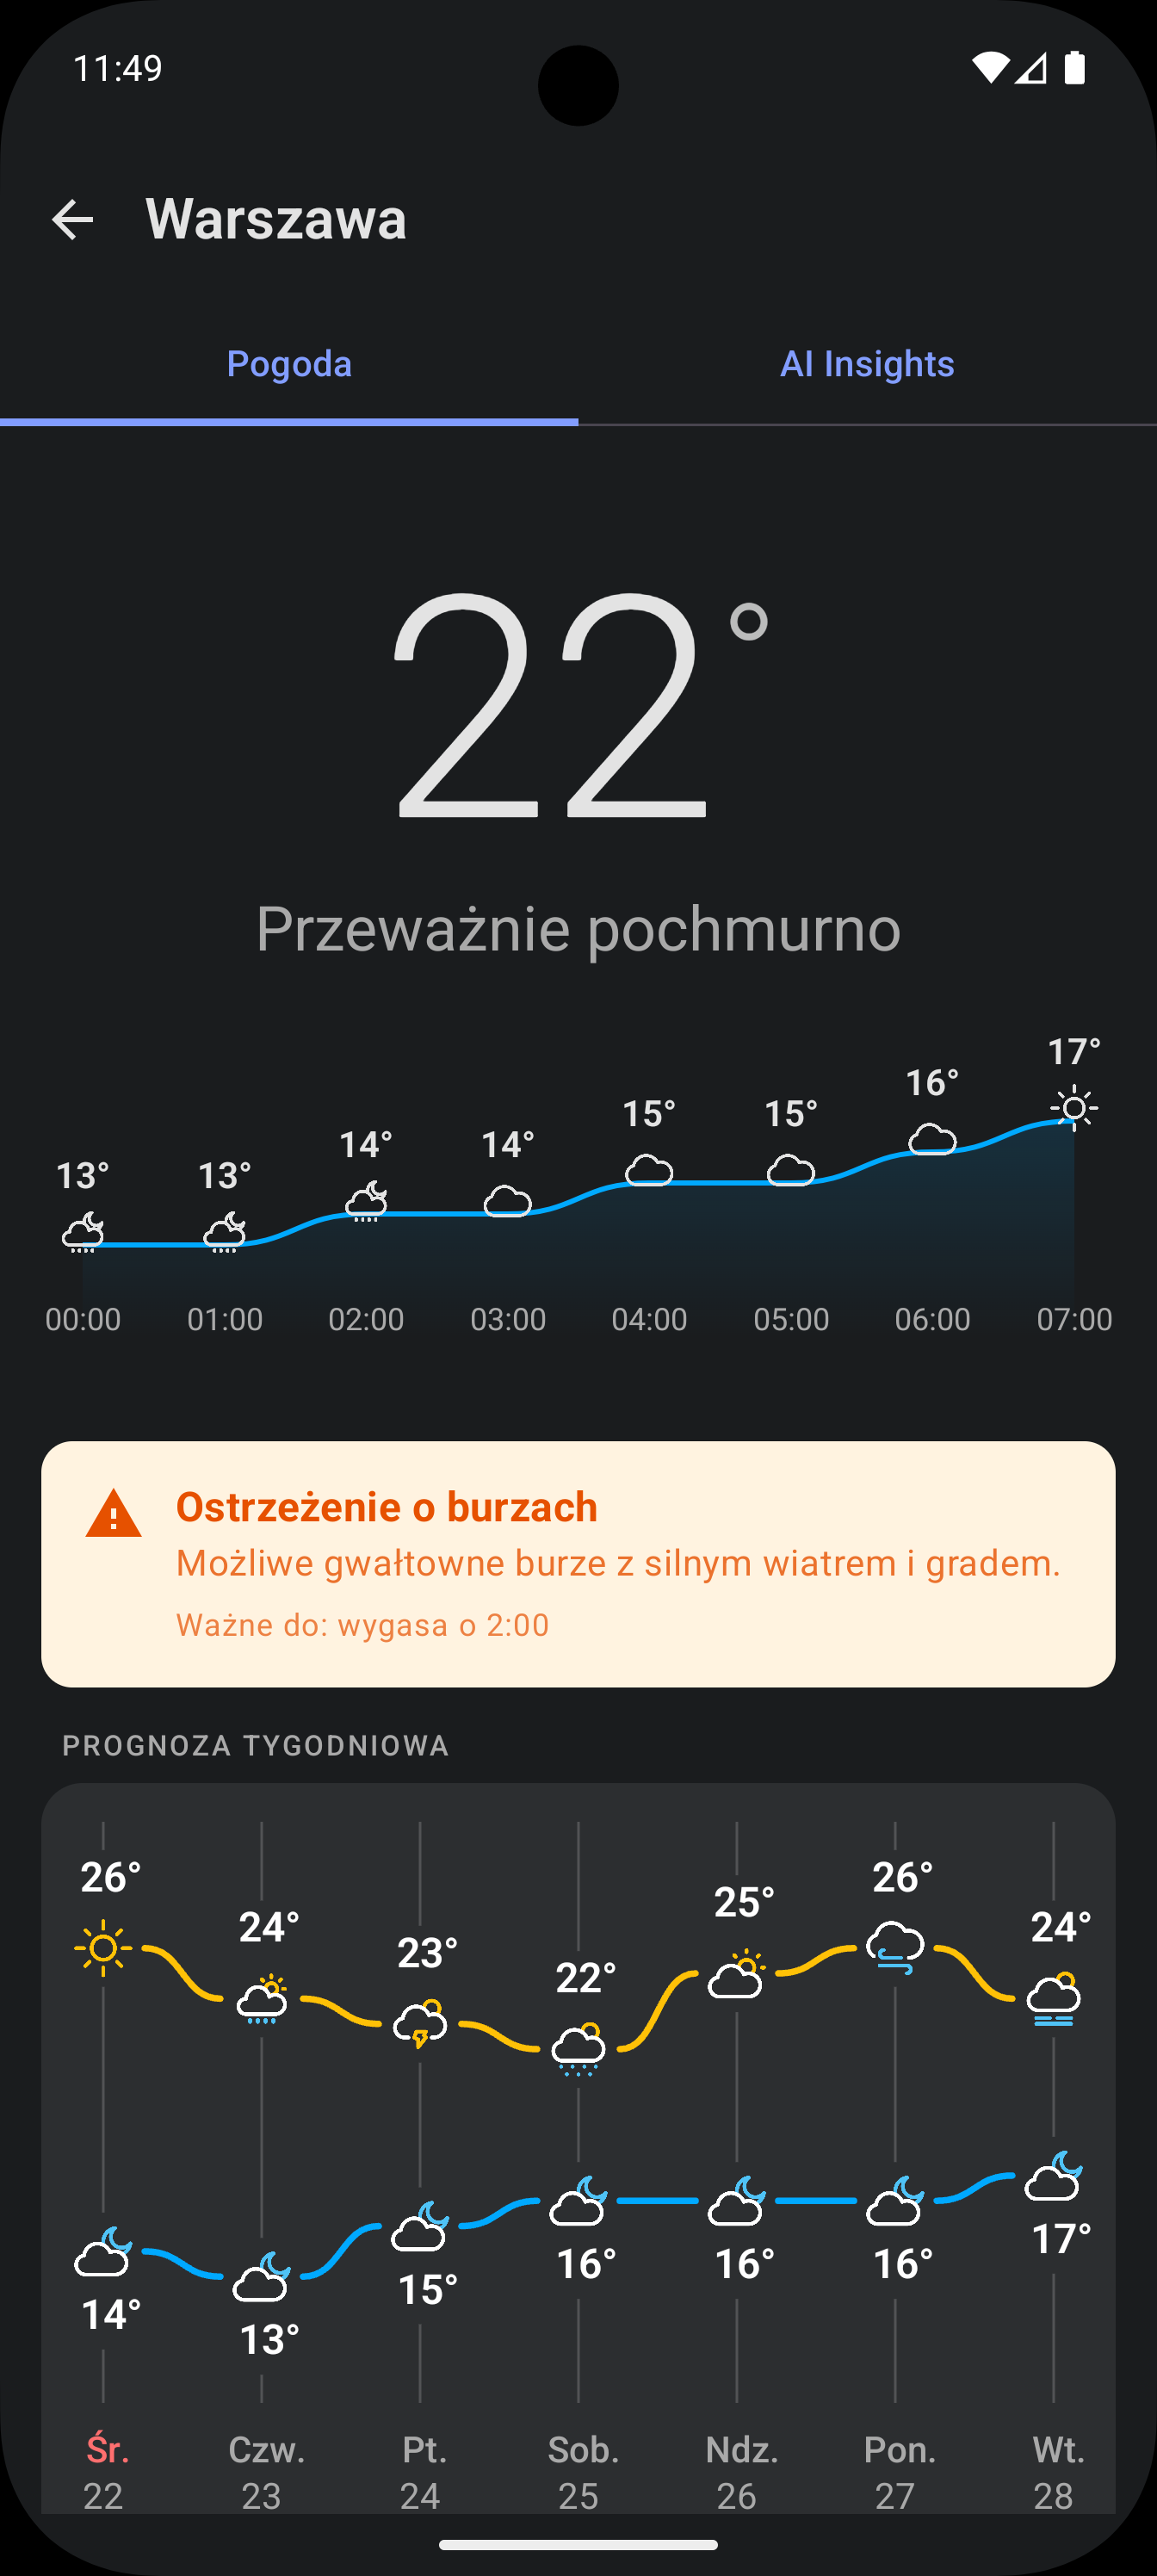 11:49
Warszawa
Pogoda AI Insights
22°
Przeważnie pochmurno
13° 13° 14° 14° 15° 15° 16° 17°
00:00 01:00 02:00 03:00 04:00 05:00 06:00 07:00
Ostrzeżenie o burzach
Możliwe gwałtowne burze z silnym wiatrem i gradem.
Ważne do: wygasa o 2:00
PROGNOZA TYGODNIOWA
26° 24° 23° 22° 25° 26° 24°
14° 13° 15° 16° 16° 16° 17°
Śr. Czw. Pt. Sob. Ndz. Pon. Wt.
22 23 24 25 26 27 28